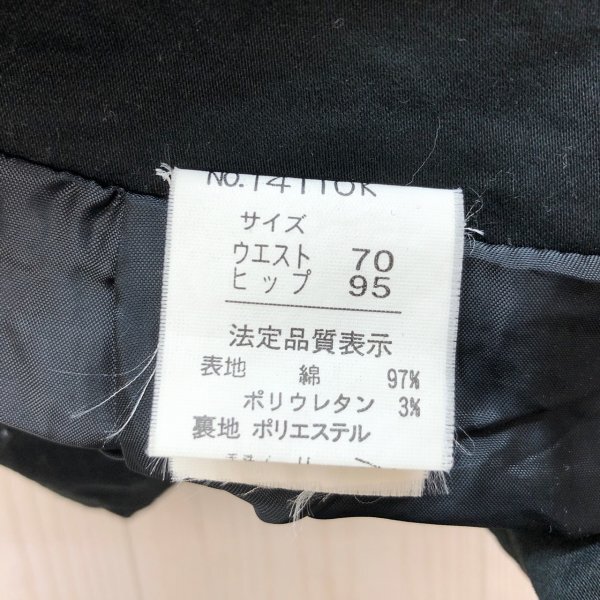 No.14110K
サイズ
ウエスト 70
ヒップ 95
法定品質表示
表地 綿 97%
ポリウレタン 3%
裏地 ポリエステル